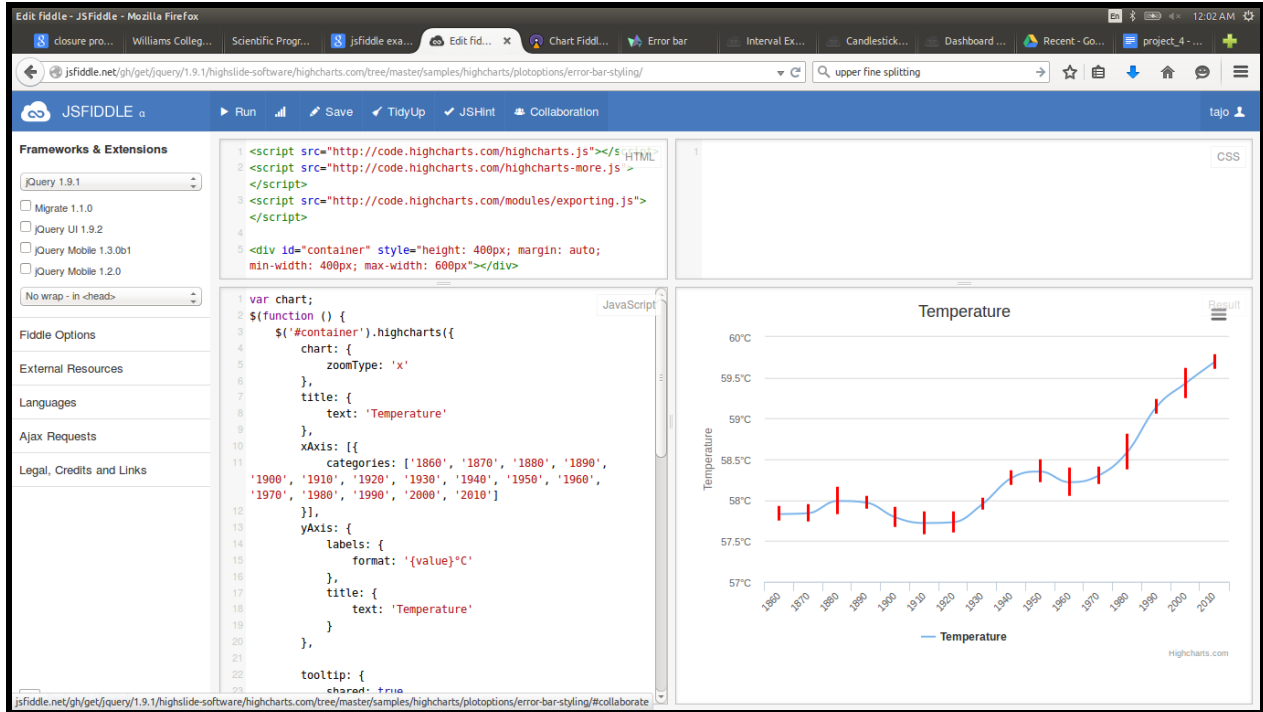 Edit fiddle - JSFiddle - Mozilla Firefox
En 12:02 AM
closure pro... Williams Colleg... Scientific Progr... jsfiddle exa... Edit fid... Chart Fiddl... Error bar Interval Ex... Candlestick... Dashboard ... Recent - Go... project_4 - ...
jsfiddle.net/gh/get/jquery/1.9.1/highslide-software/highcharts.com/tree/master/samples/highcharts/plotoptions/error-bar-styling/ upper fine splitting
JSFIDDLE α Run Save TidyUp JSHint Collaboration tajo
Frameworks & Extensions
jQuery 1.9.1
Migrate 1.1.0
jQuery UI 1.9.2
jQuery Mobile 1.3.0b1
jQuery Mobile 1.2.0
No wrap - in <head>
Fiddle Options
External Resources
Languages
Ajax Requests
Legal, Credits and Links
HTML
1 <script src="http://code.highcharts.com/highcharts.js"></script>
2 <script src="http://code.highcharts.com/highcharts-more.js">
</script>
3 <script src="http://code.highcharts.com/modules/exporting.js">
</script>
4
5 <div id="container" style="height: 400px; margin: auto;
min-width: 400px; max-width: 600px"></div>
1
CSS
JavaScript
1 var chart;
2 $(function () {
3 $('#container').highcharts({
4 chart: {
5 zoomType: 'x'
6 },
7 title: {
8 text: 'Temperature'
9 },
10 xAxis: [{
11 categories: ['1860', '1870', '1880', '1890',
'1900', '1910', '1920', '1930', '1940', '1950', '1960',
'1970', '1980', '1990', '2000', '2010']
12 }],
13 yAxis: {
14 labels: {
15 format: '{value}°C'
16 },
17 title: {
18 text: 'Temperature'
19 }
20 },
21
22 tooltip: {
23 shared: true
Result
Temperature
60°C
59.5°C
59°C
58.5°C
58°C
57.5°C
57°C
Temperature
1860 1870 1880 1890 1900 1910 1920 1930 1940 1950 1960 1970 1980 1990 2000 2010
Temperature
Highcharts.com
jsfiddle.net/gh/get/jquery/1.9.1/highslide-software/highcharts.com/tree/master/samples/highcharts/plotoptions/error-bar-styling/#collaborate